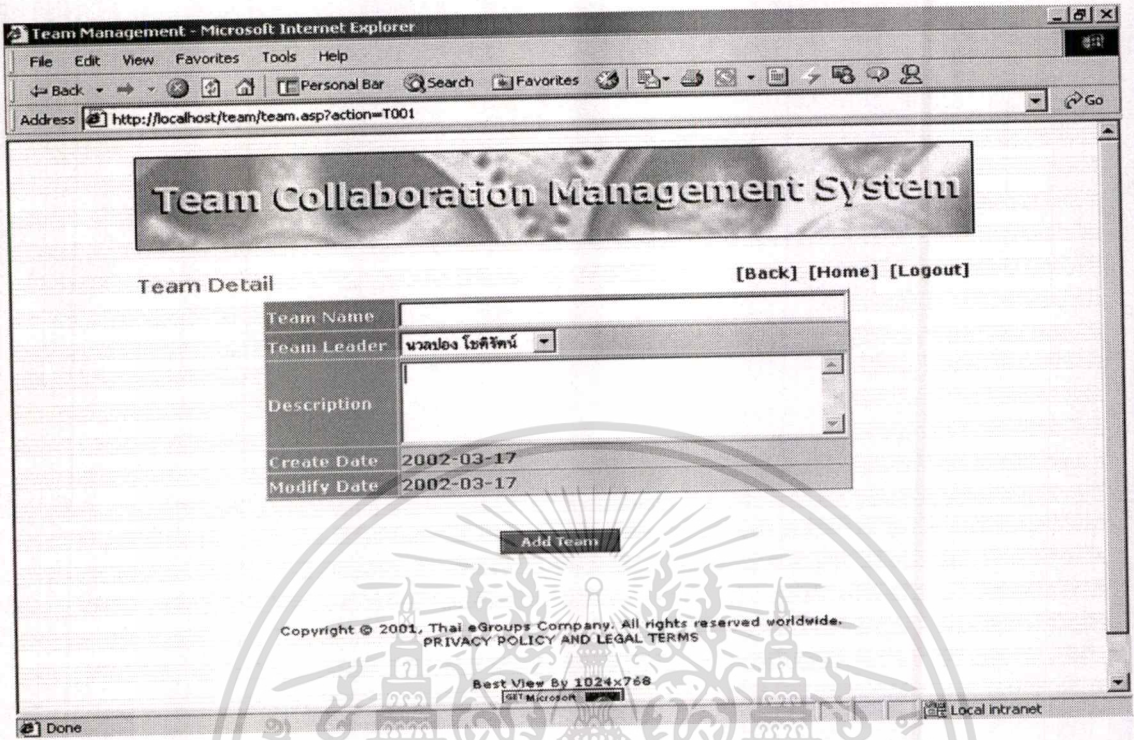 Team Management - Microsoft Internet Explorer
File Edit View Favorites Tools Help
Back Personal Bar Search Favorites
Address http://localhost/team/team.asp?action=T001 Go
Team Collaboration Management System
Team Detail [Back] [Home] [Logout]
Team Name
Team Leader นวลปอง โชติรัตน์
Description
Create Date 2002-03-17
Modify Date 2002-03-17
Add Team
Copyright © 2001, Thai eGroups Company. All rights reserved worldwide.
PRIVACY POLICY AND LEGAL TERMS
Best View By 1024x768
GET Microsoft
Done Local intranet